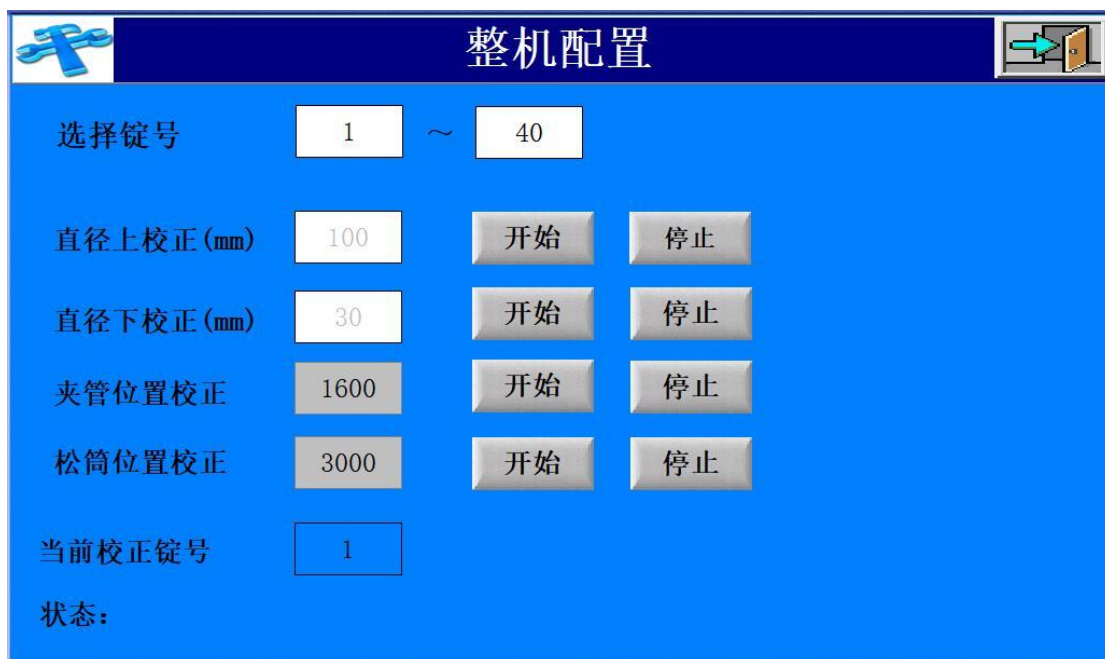 整机配置
选择锭号 1 ～ 40
直径上校正(mm) 100 开始 停止
直径下校正(mm) 30 开始 停止
夹管位置校正 1600 开始 停止
松筒位置校正 3000 开始 停止
当前校正锭号 1
状态: